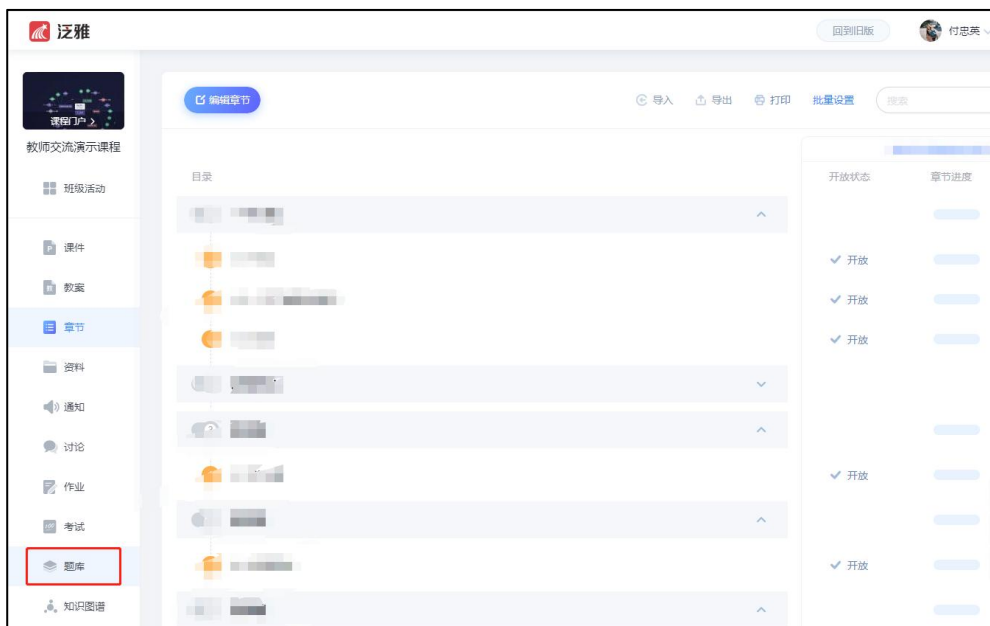 泛雅
回到旧版
付忠英
课程门户
教师交流演示课程
班级活动
课件
教案
章节
资料
通知
讨论
作业
考试
题库
知识图谱
编辑章节
导入
导出
打印
批量设置
搜索
目录
开放状态
章节进度
开放
开放
开放
开放
开放